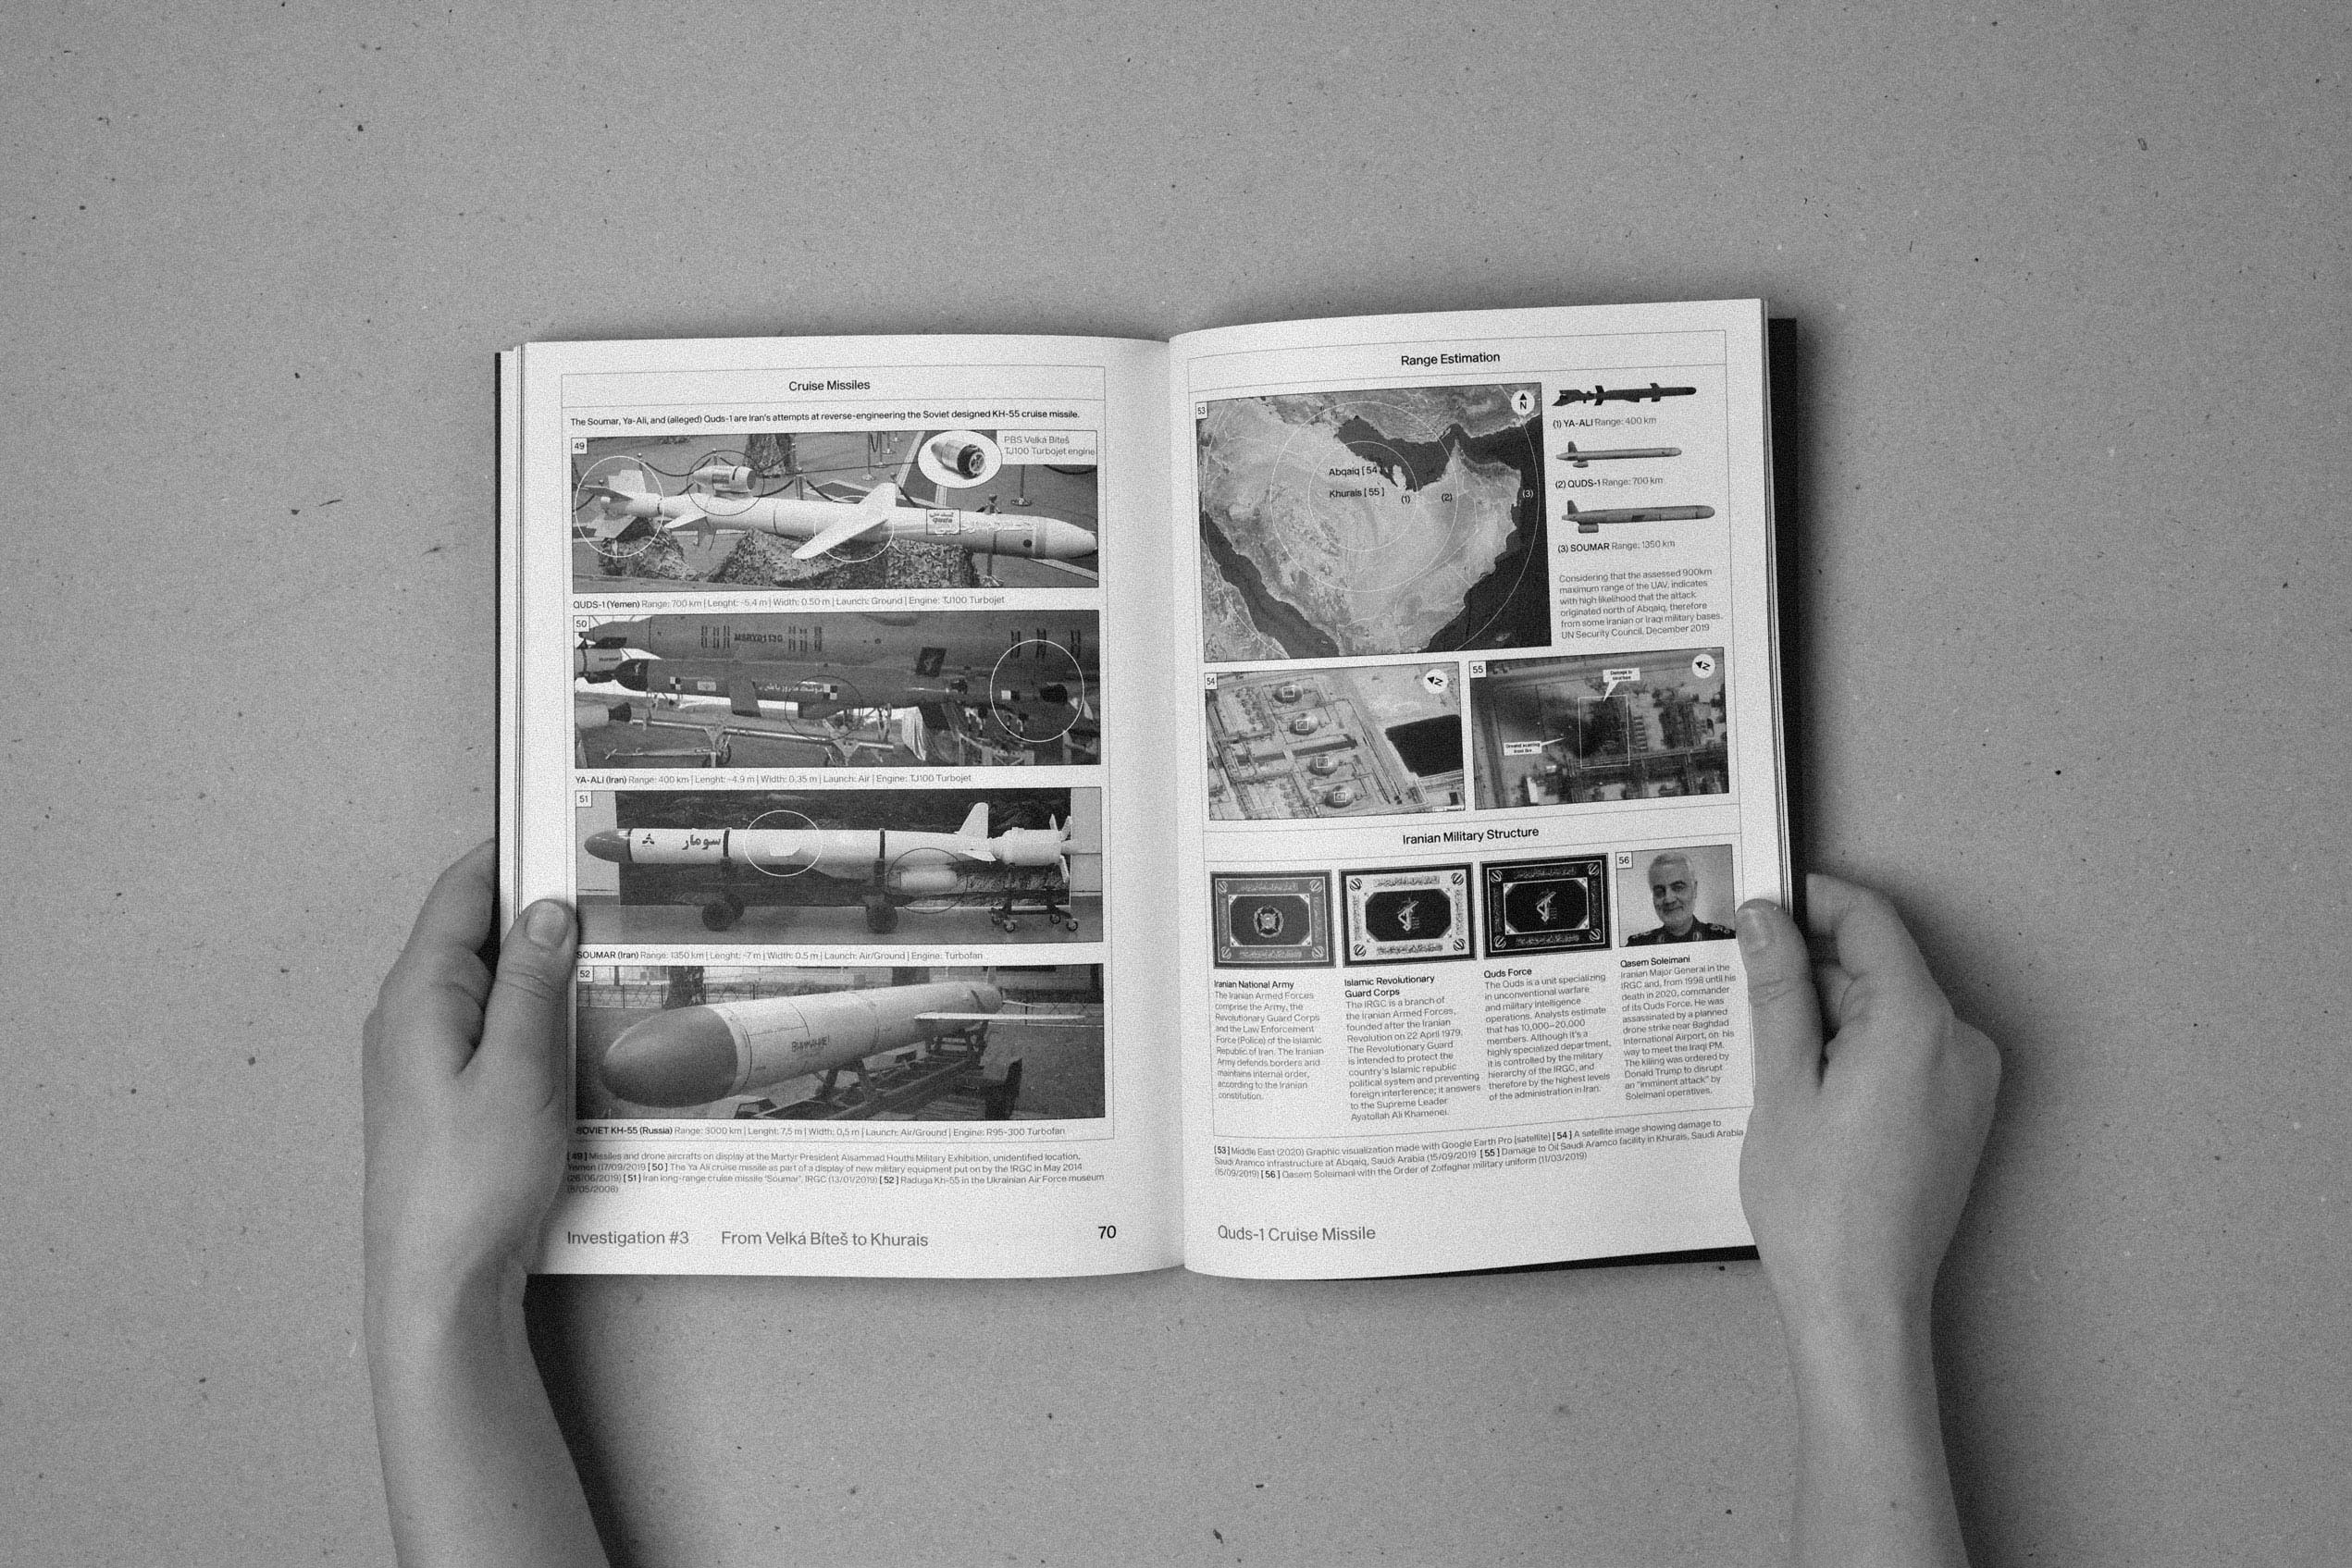 Cruise Missiles
The Soumar, Ya-Ali, and (alleged) Quds-1 are Iran's attempts at reverse-engineering the Soviet designed KH-55 cruise missile.
49
PBS Velká Bíteš
TJ100 Turbojet engine
QUDS-1 (Yemen) Range: 700 km | Lenght: ~5.4 m | Width: 0.50 m | Launch: Ground | Engine: TJ100 Turbojet
50
YA-ALI (Iran) Range: 400 km | Lenght: ~4.9 m | Width: 0.35 m | Launch: Air | Engine: TJ100 Turbojet
51
سومار
SOUMAR (Iran) Range: 1350 km | Lenght: ~7 m | Width: 0.5 m | Launch: Air/Ground | Engine: Turbofan
52
SOVIET KH-55 (Russia) Range: 3000 km | Lenght: 7,5 m | Width: 0,5 m | Launch: Air/Ground | Engine: R95-300 Turbofan
[49] Missiles and drone aircrafts on display at the Martyr President Alsammad Houthi Military Exhibition, unidentified location,
Yemen (17/09/2019 [50] The Ya Ali cruise missile as part of a display of new military equipment put on by the IRGC in May 2014
(26/06/2019) [51] Iran long-range cruise missile "Soumar", IRGC (13/01/2019) [52] Raduga Kh-55 in the Ukrainian Air Force museum
(5/05/2008)
Investigation #3 From Velká Bíteš to Khurais 70
Range Estimation
53
N
Abqaiq [54
Khurais [55]
(1) (2) (3)
(1) YA-ALI Range: 400 km
(2) QUDS-1 Range: 700 km
(3) SOUMAR Range: 1350 km
Considering that the assessed 900km
maximum range of the UAV, indicates
with high likelihood that the attack
originated north of Abqaiq, therefore
from some Iranian or Iraqi military bases.
UN Security Council, December 2019
54
N
55
N
Damage to
structure
Ground scarring
from fire
Iranian Military Structure
56
Iranian National Army
The Iranian Armed Forces
comprise the Army, the
Revolutionary Guard Corps
and the Law Enforcement
Force (Police) of the Islamic
Republic of Iran. The Iranian
Army defends borders and
maintains internal order,
according to the Iranian
constitution.
Islamic Revolutionary
Guard Corps
The IRGC is a branch of
the Iranian Armed Forces,
founded after the Iranian
Revolution on 22 April 1979.
The Revolutionary Guard
is intended to protect the
country's Islamic republic
political system and preventing
foreign interference; it answers
to the Supreme Leader
Ayatollah Ali Khamenei.
Quds Force
The Quds is a unit specializing
in unconventional warfare
and military intelligence
operations. Analysts estimate
that has 10,000–20,000
members. Although it's a
highly specialized department,
it is controlled by the military
hierarchy of the IRGC, and
therefore by the highest levels
of the administration in Iran.
Qasem Soleimani
Iranian Major General in the
IRGC and, from 1998 until his
death in 2020, commander
of its Quds Force. He was
assassinated by a planned
drone strike near Baghdad
International Airport, on his
way to meet the Iraqi PM.
The killing was ordered by
Donald Trump to disrupt
an "imminent attack" by
Soleimani operatives.
[53] Middle East (2020) Graphic visualization made with Google Earth Pro (satellite) [54] A satellite image showing damage to
Saudi Aramco infrastructure at Abqaiq, Saudi Arabia (15/09/2019 [55] Damage to Oil Saudi Aramco facility in Khurais, Saudi Arabia
(15/09/2019) [56] Qasem Soleimani with the Order of Zolfaghar military uniform (11/03/2019)
Quds-1 Cruise Missile